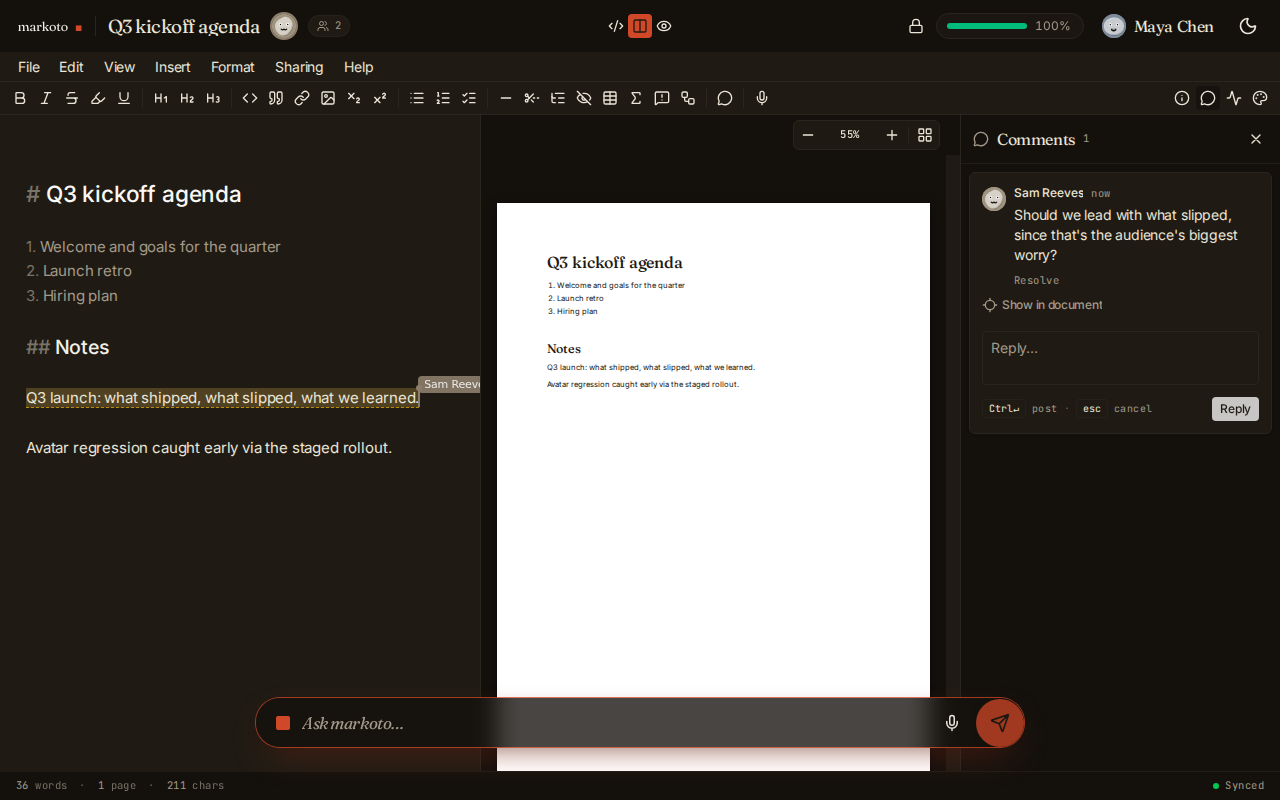 markoto
Q3 kickoff agenda
2
100%
Maya Chen
File Edit View Insert Format Sharing Help
H1 H2 H3
55%
Comments 1
# Q3 kickoff agenda
1. Welcome and goals for the quarter
2. Launch retro
3. Hiring plan
## Notes
Sam Reeve
Q3 launch: what shipped, what slipped, what we learned.
Avatar regression caught early via the staged rollout.
Q3 kickoff agenda
1. Welcome and goals for the quarter
2. Launch retro
3. Hiring plan
Notes
Q3 launch: what shipped, what slipped, what we learned.
Avatar regression caught early via the staged rollout.
Sam Reeves now
Should we lead with what slipped,
since that's the audience's biggest
worry?
Resolve
Show in document
Reply...
Ctrl↵ post · esc cancel
Reply
Ask markoto...
36 words · 1 page · 211 chars
Synced